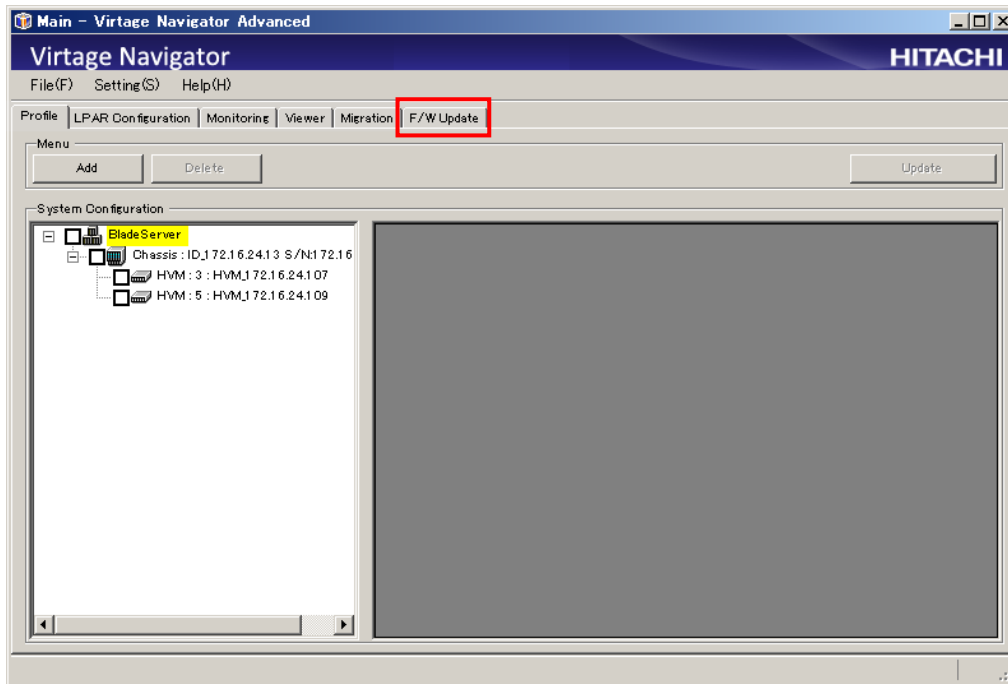 Main - Virtage Navigator Advanced
Virtage Navigator HITACHI
File(F) Setting(S) Help(H)
Profile LPAR Configuration Monitoring Viewer Migration F/W Update
Menu
Add Delete Update
System Configuration
BladeServer
Chassis : ID_172.16.24.13 S/N:172.16
HVM : 3 : HVM_172.16.24.107
HVM : 5 : HVM_172.16.24.109